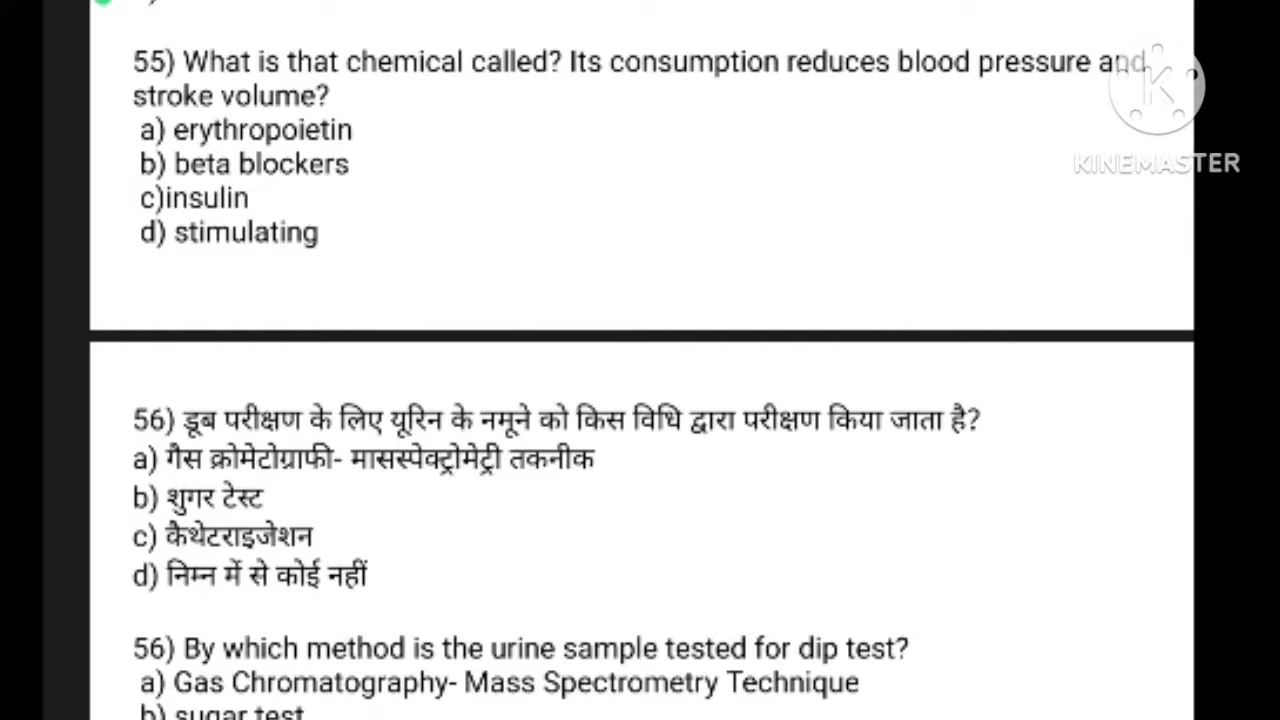 55) What is that chemical called? Its consumption reduces blood pressure and
stroke volume?
a) erythropoietin
b) beta blockers
c)insulin
d) stimulating
K
KINEMASTER
56) डूब परीक्षण के लिए यूरिन के नमूने को किस विधि द्वारा परीक्षण किया जाता है?
a) गैस क्रोमेटोग्राफी- मासस्पेक्ट्रोमेट्री तकनीक
b) शुगर टेस्ट
c) कैथेटराइजेशन
d) निम्न में से कोई नहीं
56) By which method is the urine sample tested for dip test?
a) Gas Chromatography- Mass Spectrometry Technique
b) sugar test